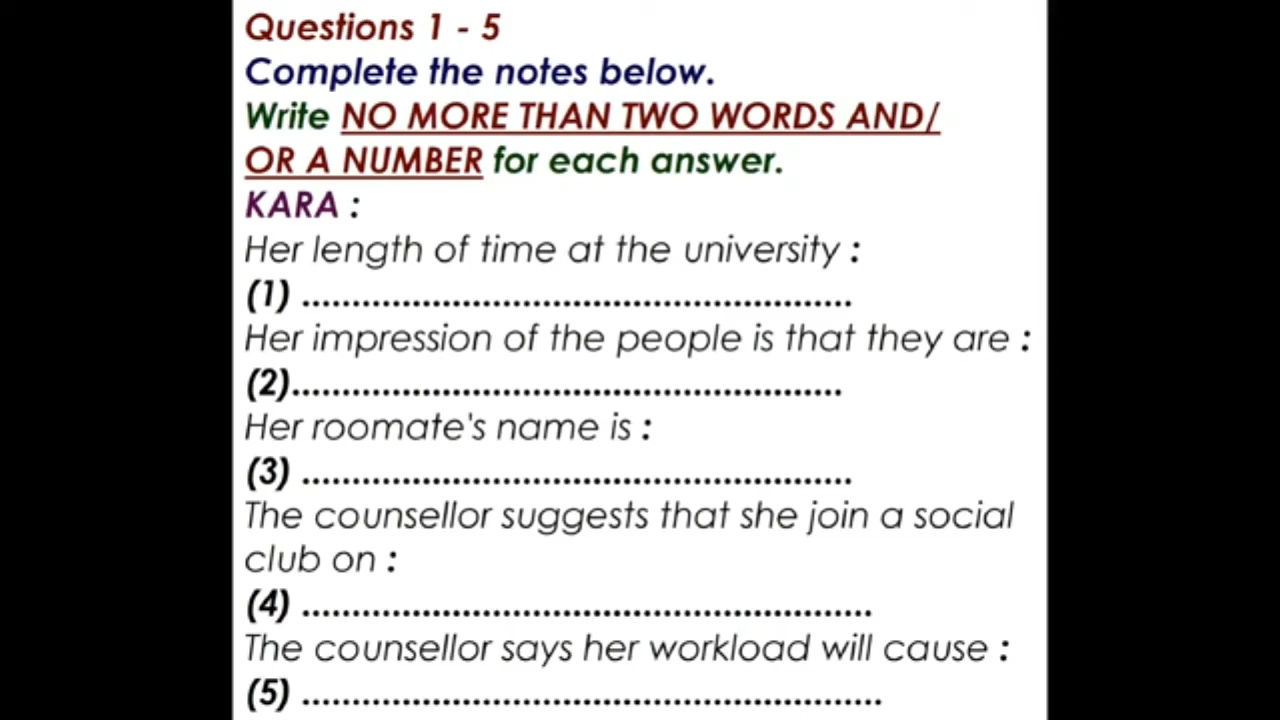 Questions 1 - 5
Complete the notes below.
Write NO MORE THAN TWO WORDS AND/
OR A NUMBER for each answer.
KARA :
Her length of time at the university :
(1) .......................................................
Her impression of the people is that they are :
(2).......................................................
Her roomate's name is :
(3) .......................................................
The counsellor suggests that she join a social
club on :
(4) .........................................................
The counsellor says her workload will cause :
(5) ..........................................................